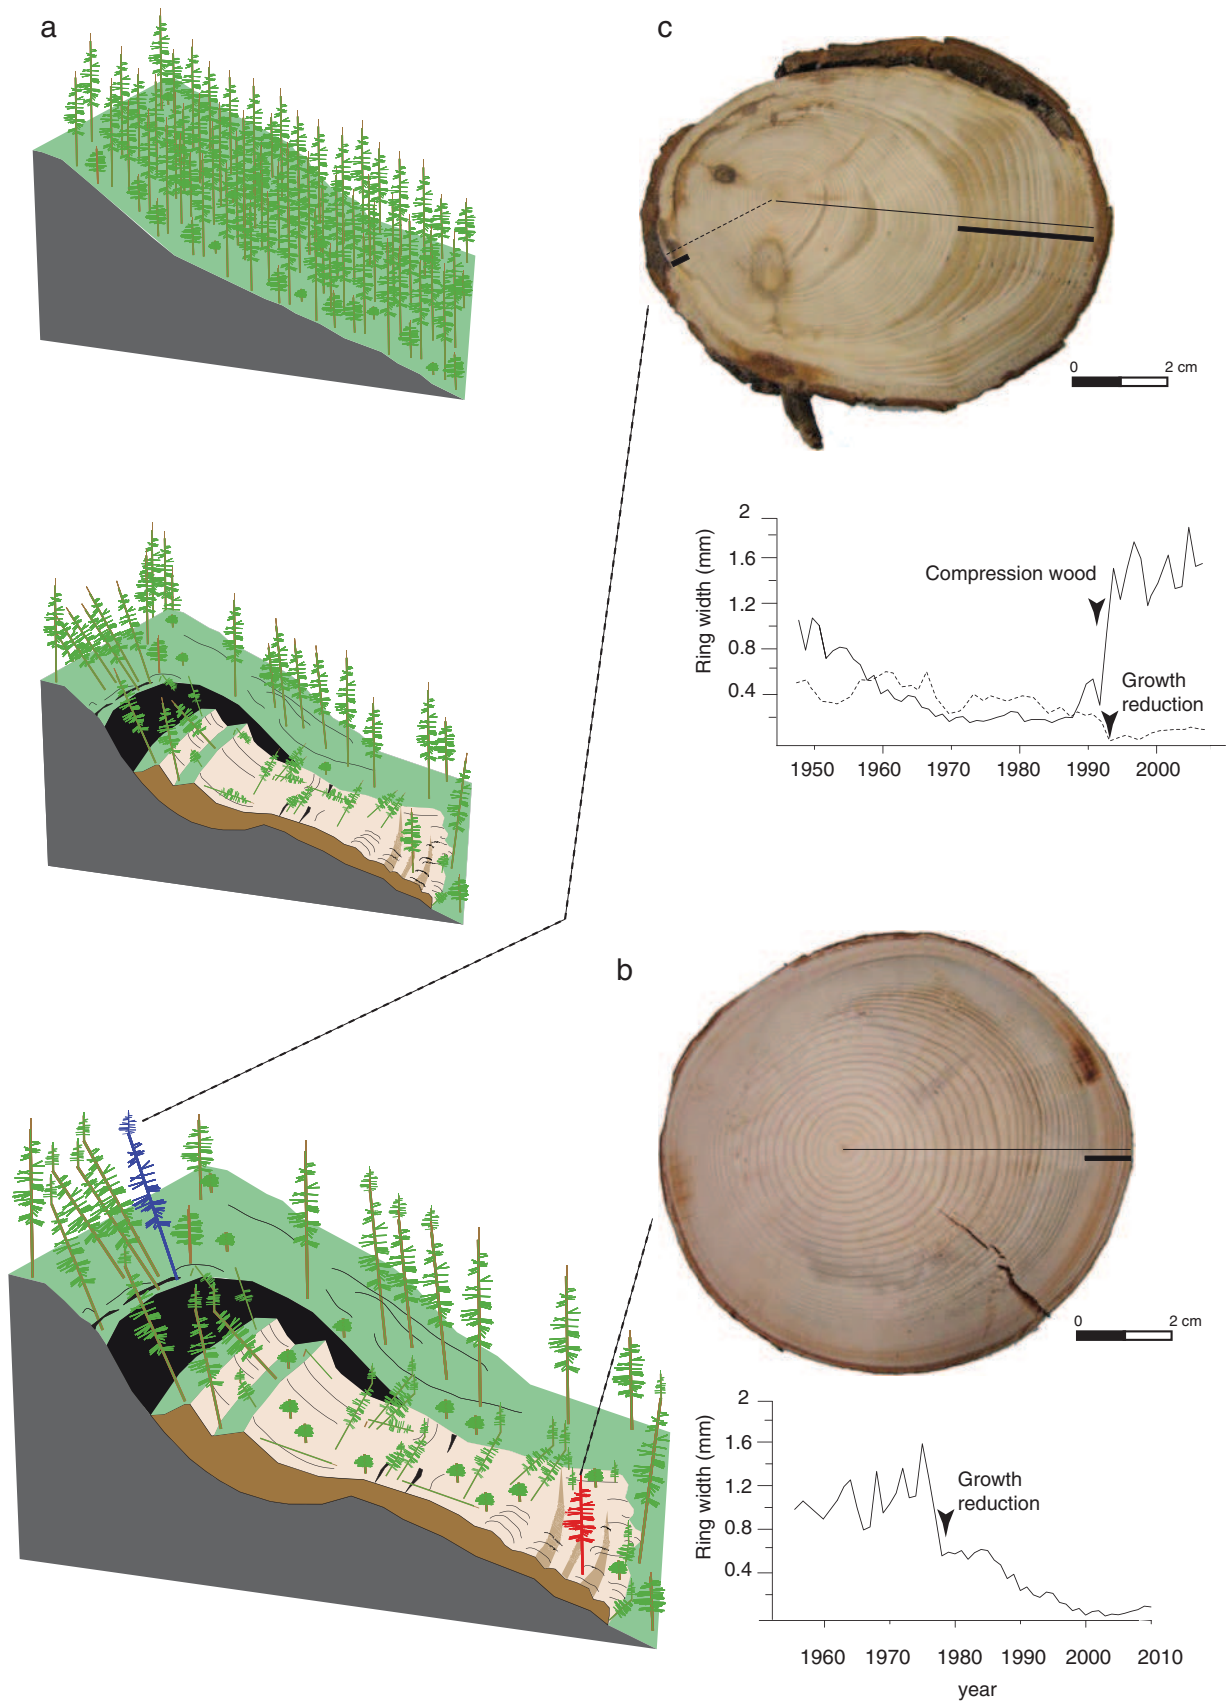 a
c
0 2 cm
2
1.6
1.2
0.8
0.4
Ring width (mm)
Compression wood
Growth
reduction
1950 1960 1970 1980 1990 2000
b
0 2 cm
2
1.6
1.2
0.8
0.4
Ring width (mm)
Growth
reduction
1960 1970 1980 1990 2000 2010
year